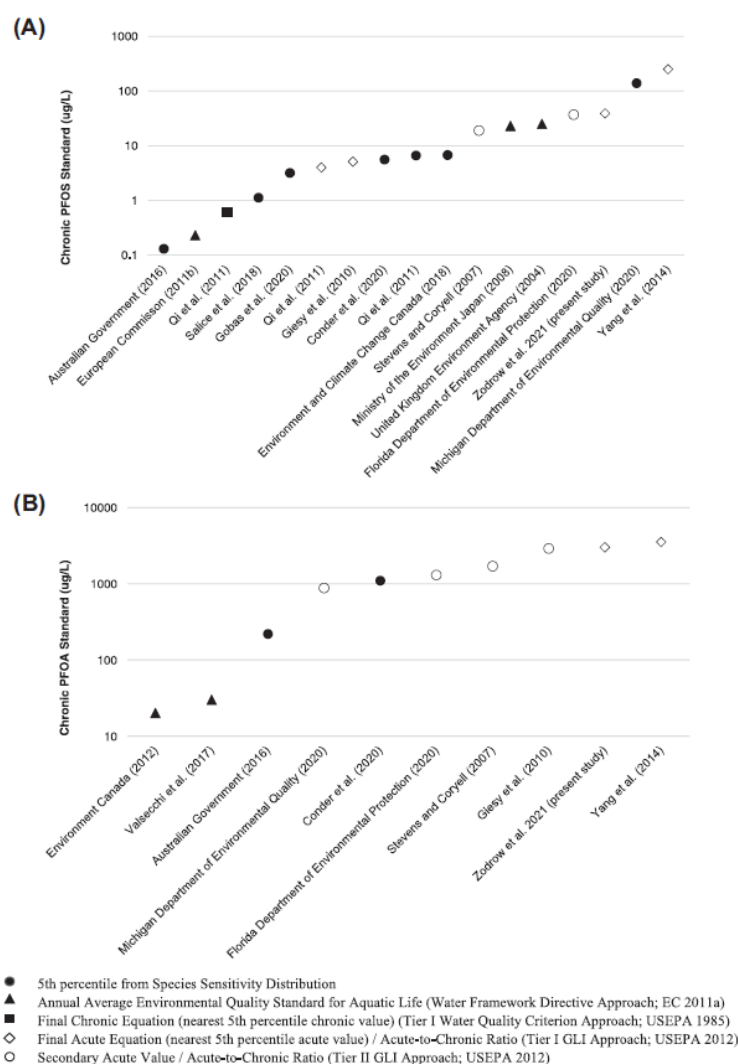 (A)
1000
100
10
1
0.1
Chronic PFOS Standard (ug/L)
Australian Government (2016)
European Commisson (2011b)
Qi et al. (2011)
Salice et al. (2018)
Gobas et al. (2020)
Qi et al. (2011)
Giesy et al. (2010)
Conder et al. (2020)
Qi et al. (2011)
Environment and Climate Change Canada (2018)
Stevens and Coryell (2007)
Ministry of the Environment Japan (2008)
United Kingdom Environment Agency (2004)
Florida Department of Environmental Protection (2020)
Zodrow et al. 2021 (present study)
Michigan Department of Environmental Quality (2020)
Yang et al. (2014)
(B)
10000
1000
100
10
Chronic PFOA Standard (ug/L)
Environment Canada (2012)
Valsecchi et al. (2017)
Australian Government (2016)
Michigan Department of Environmental Quality (2020)
Conder et al. (2020)
Florida Department of Environmental Protection (2020)
Stevens and Coryell (2007)
Giesy et al. (2010)
Zodrow et al. 2021 (present study)
Yang et al. (2014)
5th percentile from Species Sensitivity Distribution
Annual Average Environmental Quality Standard for Aquatic Life (Water Framework Directive Approach; EC 2011a)
Final Chronic Equation (nearest 5th percentile chronic value) (Tier I Water Quality Criterion Approach; USEPA 1985)
Final Acute Equation (nearest 5th percentile acute value) / Acute-to-Chronic Ratio (Tier I GLI Approach; USEPA 2012)
Secondary Acute Value / Acute-to-Chronic Ratio (Tier II GLI Approach; USEPA 2012)